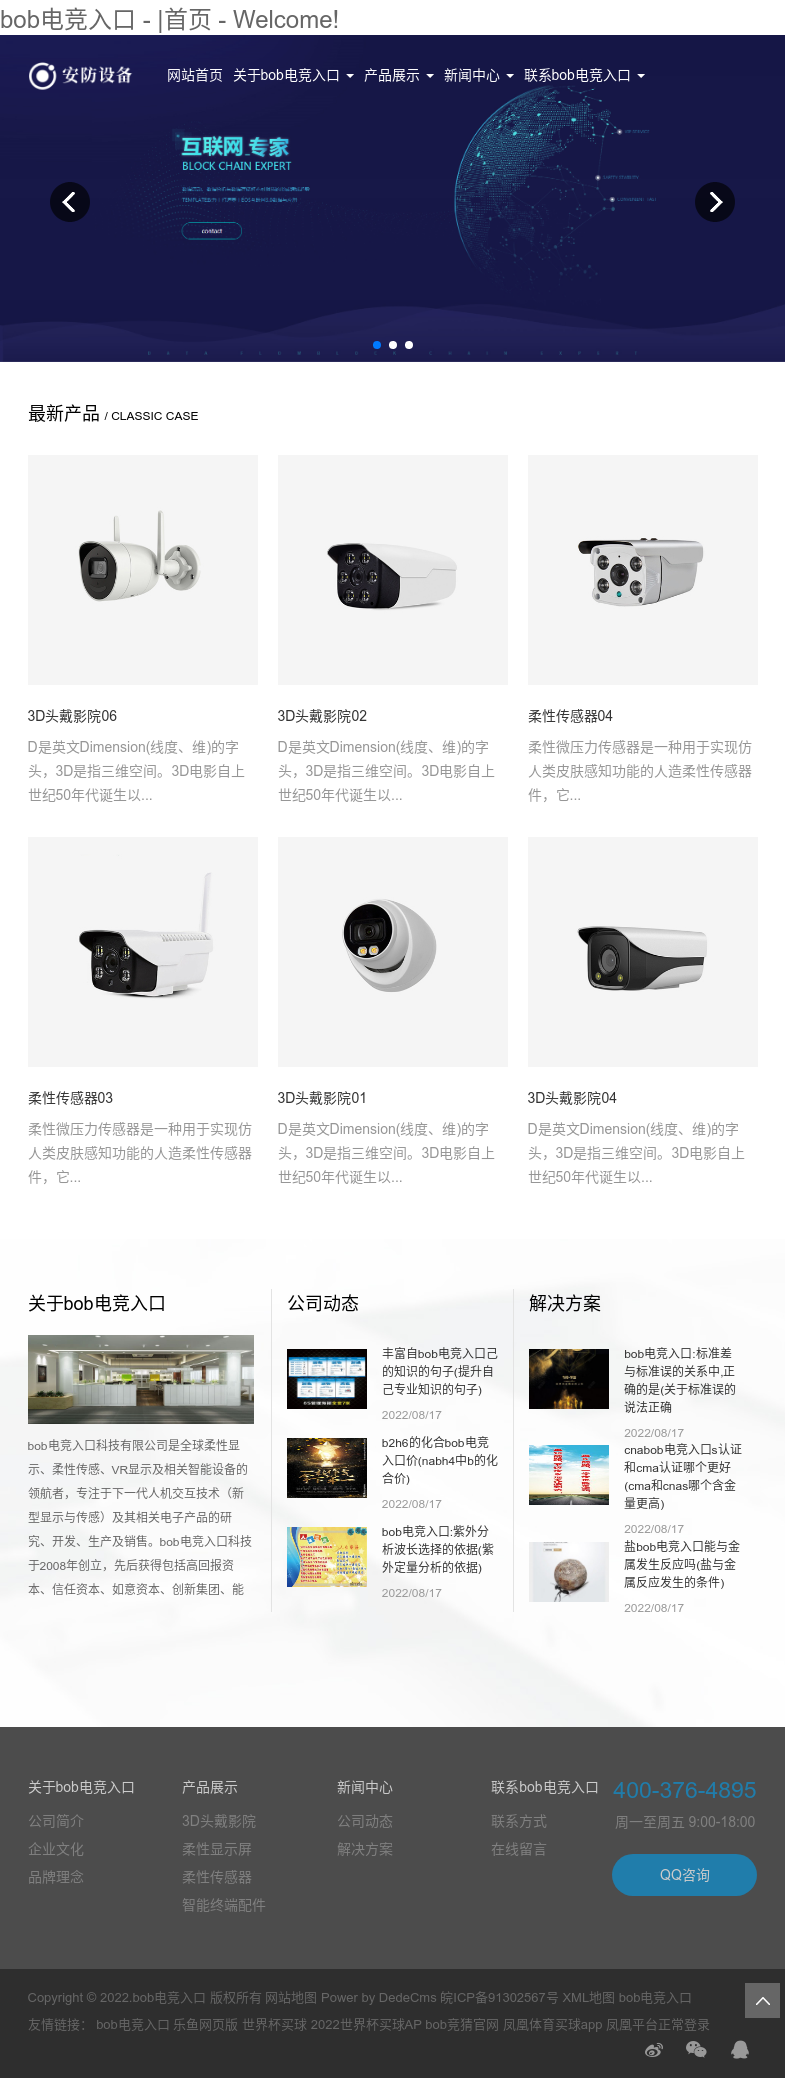 bob电竞入口 - |首页 - Welcome!
安防设备
网站首页 关于bob电竞入口 产品展示 新闻中心 联系bob电竞入口
互联网_专家
BLOCK CHAIN EXPERT
contact
最新产品 / CLASSIC CASE
3D头戴影院06
D是英文Dimension(线度、维)的字
头，3D是指三维空间。3D电影自上
世纪50年代诞生以...
3D头戴影院02
D是英文Dimension(线度、维)的字
头，3D是指三维空间。3D电影自上
世纪50年代诞生以...
柔性传感器04
柔性微压力传感器是一种用于实现仿
人类皮肤感知功能的人造柔性传感器
件，它...
柔性传感器03
柔性微压力传感器是一种用于实现仿
人类皮肤感知功能的人造柔性传感器
件，它...
3D头戴影院01
D是英文Dimension(线度、维)的字
头，3D是指三维空间。3D电影自上
世纪50年代诞生以...
3D头戴影院04
D是英文Dimension(线度、维)的字
头，3D是指三维空间。3D电影自上
世纪50年代诞生以...
关于bob电竞入口
bob电竞入口科技有限公司是全球柔性显
示、柔性传感、VR显示及相关智能设备的
领航者，专注于下一代人机交互技术（新
型显示与传感）及其相关电子产品的研
究、开发、生产及销售。bob电竞入口科技
于2008年创立，先后获得包括高回报资
本、信任资本、如意资本、创新集团、能
公司动态
丰富自bob电竞入口己
的知识的句子(提升自
己专业知识的句子)
2022/08/17
b2h6的化合bob电竞
入口价(nabh4中b的化
合价)
2022/08/17
bob电竞入口:紫外分
析波长选择的依据(紫
外定量分析的依据)
2022/08/17
解决方案
bob电竞入口:标准差
与标准误的关系中,正
确的是(关于标准误的
说法正确
2022/08/17
cnabob电竞入口s认证
和cma认证哪个更好
(cma和cnas哪个含金
量更高)
2022/08/17
盐bob电竞入口能与金
属发生反应吗(盐与金
属反应发生的条件)
2022/08/17
关于bob电竞入口
公司简介
企业文化
品牌理念
产品展示
3D头戴影院
柔性显示屏
柔性传感器
智能终端配件
新闻中心
公司动态
解决方案
联系bob电竞入口
联系方式
在线留言
400-376-4895
周一至周五 9:00-18:00
QQ咨询
Copyright © 2022.bob电竞入口 版权所有 网站地图 Power by DedeCms 皖ICP备91302567号 XML地图 bob电竞入口
友情链接： bob电竞入口 乐鱼网页版 世界杯买球 2022世界杯买球AP bob竞猜官网 凤凰体育买球app 凤凰平台正常登录